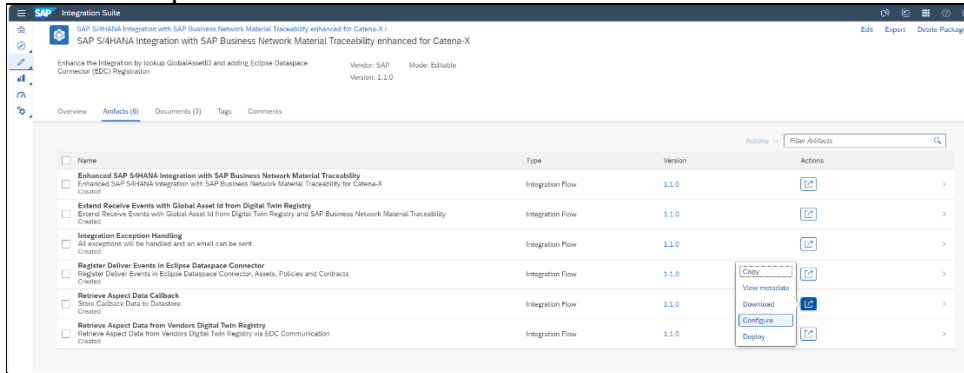 SAP Integration Suite
SAP S/4HANA Integration with SAP Business Network Material Traceability enhanced for Catena-X /
Edit Export Delete Packag
SAP S/4HANA Integration with SAP Business Network Material Traceability enhanced for Catena-X
Enhance the Integration by lookup GlobalAssetID and adding Eclipse Dataspace
Connector (EDC) Registration
Vendor: SAP Mode: Editable
Version: 1.1.0
Overview Artifacts (6) Documents (3) Tags Comments
Actions Filter Artifacts
Name Type Version Actions
Enhanced SAP S4HANA Integration with SAP Business Network Material Traceability
Enhanced SAP S4HANA Integration with SAP Business Network Material Traceability for Catena-X
Created
Integration Flow 1.1.0
Extend Receive Events with Global Asset Id from Digital Twin Registry
Extend Receive Events with Global Asset Id from Digital Twin Registry and SAP Business Network Material Traceability
Created
Integration Flow 1.1.0
Integration Exception Handling
All exceptions will be handled and an email can be sent
Created
Integration Flow 1.1.0
Register Deliver Events in Eclipse Dataspace Connector
Register Deliver Events in Eclipse Dataspace Connector, Assets, Policies and Contracts
Created
Integration Flow 1.1.0
Retrieve Aspect Data Callback
Store Callback Data to Datastore
Created
Integration Flow 1.1.0
Copy
View metadata
Download
Configure
Deploy
Retrieve Aspect Data from Vendors Digital Twin Registry
Retrieve Aspect Data from Vendors Digital Twin Registry via EDC Communication
Created
Integration Flow 1.1.0